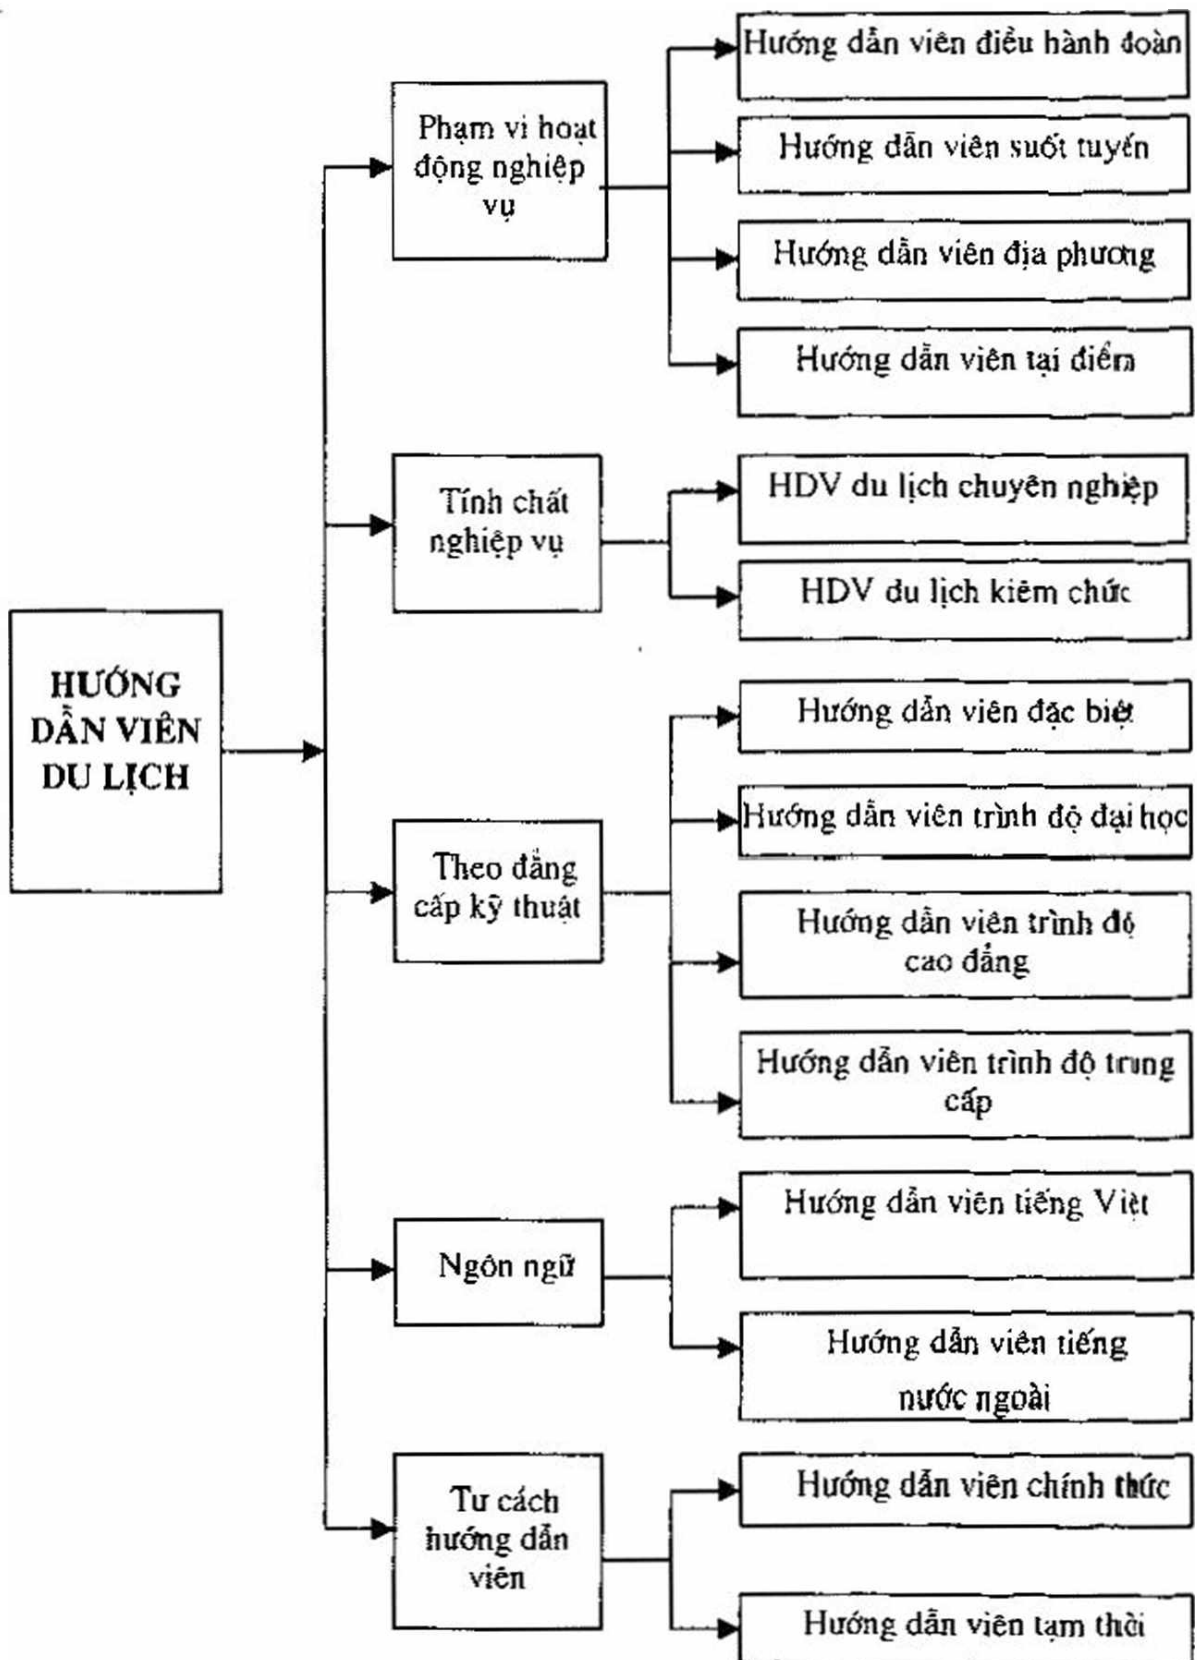 HƯỚNG
DẪN VIÊN
DU LỊCH
Phạm vi hoạt
động nghiệp
vụ
Hướng dẫn viên điều hành đoàn
Hướng dẫn viên suốt tuyến
Hướng dẫn viên địa phương
Hướng dẫn viên tại điểm
Tính chất
nghiệp vụ
HDV du lịch chuyên nghiệp
HDV du lịch kiêm chức
Theo đẳng
cấp kỹ thuật
Hướng dẫn viên đặc biệt
Hướng dẫn viên trình độ đại học
Hướng dẫn viên trình độ
cao đẳng
Hướng dẫn viên trình độ trung
cấp
Ngôn ngữ
Hướng dẫn viên tiếng Việt
Hướng dẫn viên tiếng
nước ngoài
Tư cách
hướng dẫn
viên
Hướng dẫn viên chính thức
Hướng dẫn viên tạm thời